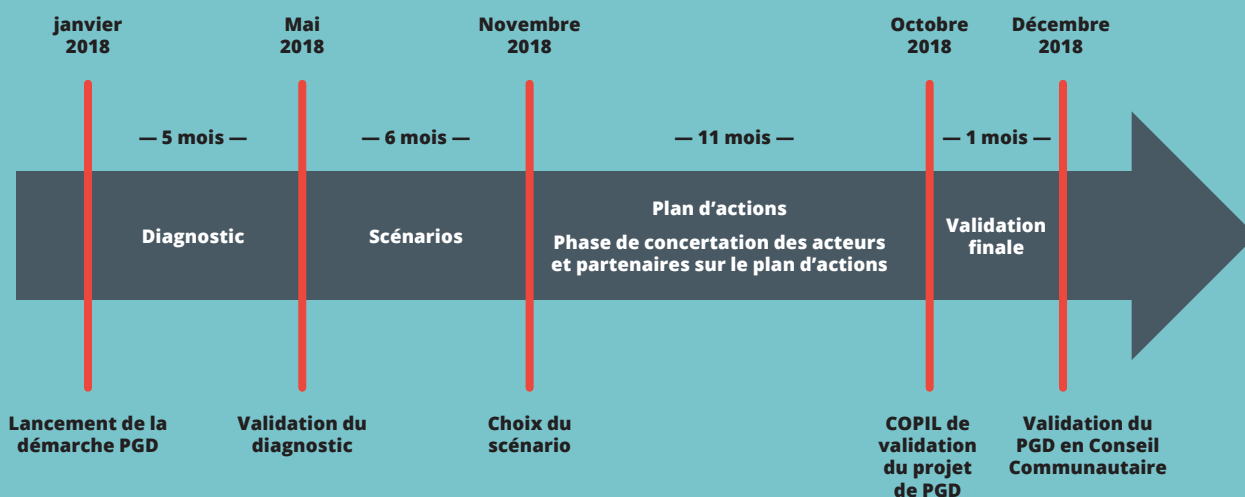 janvier
2018
Mai
2018
Novembre
2018
Octobre
2018
Décembre
2018
— 5 mois —
— 6 mois —
— 11 mois —
— 1 mois —
Diagnostic
Scénarios
Plan d’actions
Phase de concertation des acteurs
et partenaires sur le plan d’actions
Validation
finale
Lancement de la
démarche PGD
Validation du
diagnostic
Choix du
scénario
COPIL de
validation
du projet
de PGD
Validation du
PGD en Conseil
Communautaire